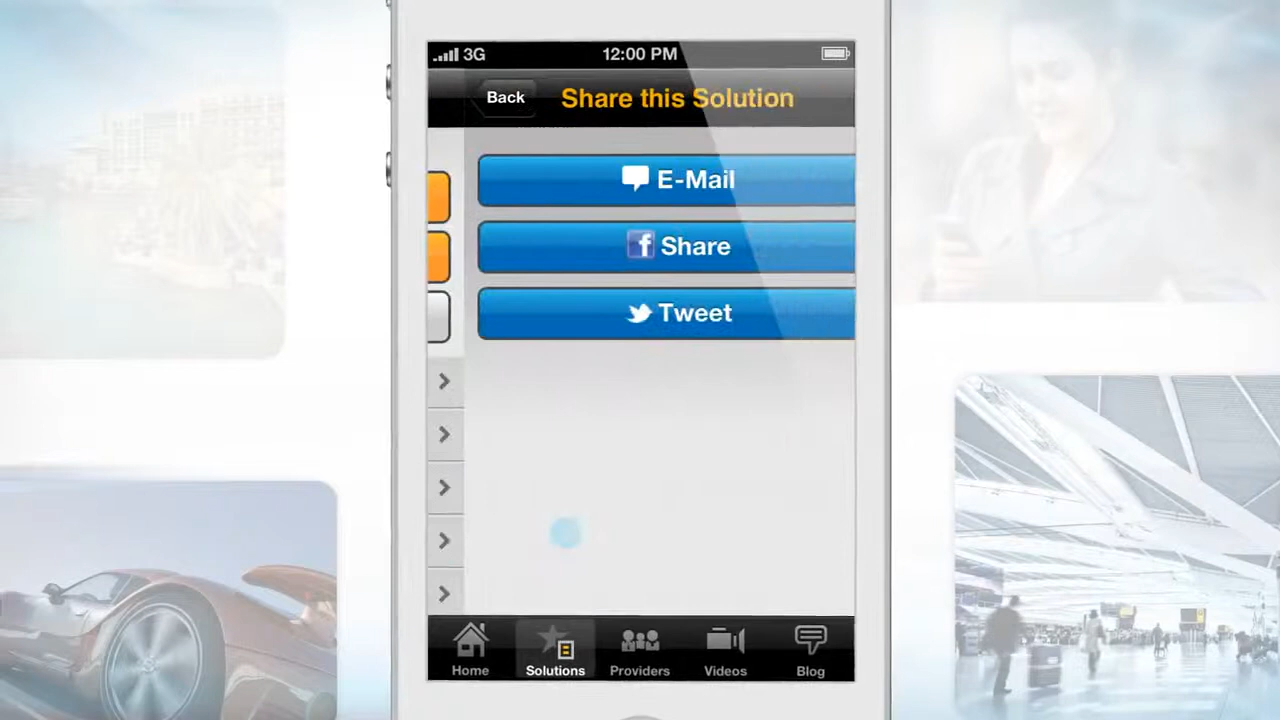 3G 12:00 PM
Back Share this Solution
E-Mail
f Share
Tweet
Home Solutions Providers Videos Blog